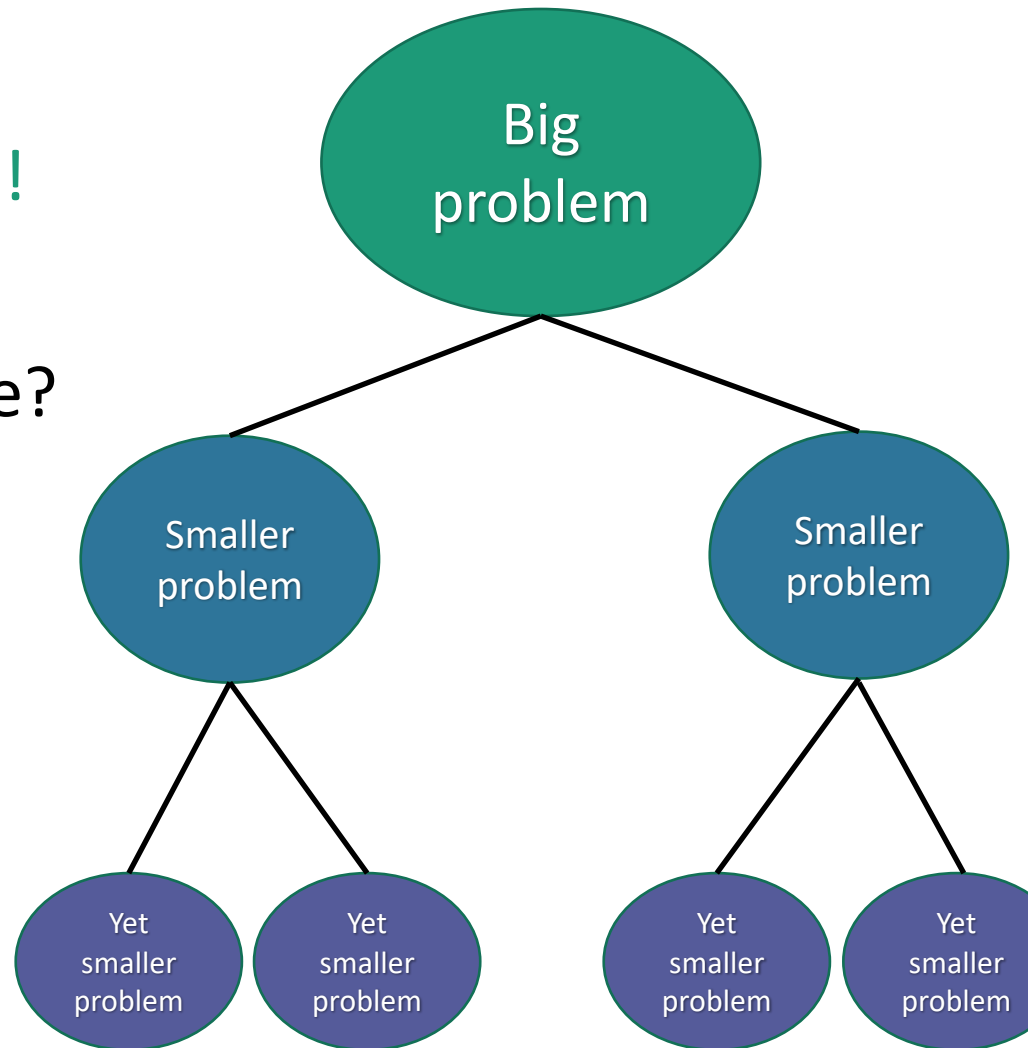 !
e?
Big
problem
Smaller
problem
Smaller
problem
Yet
smaller
problem
Yet
smaller
problem
Yet
smaller
problem
Yet
smaller
problem